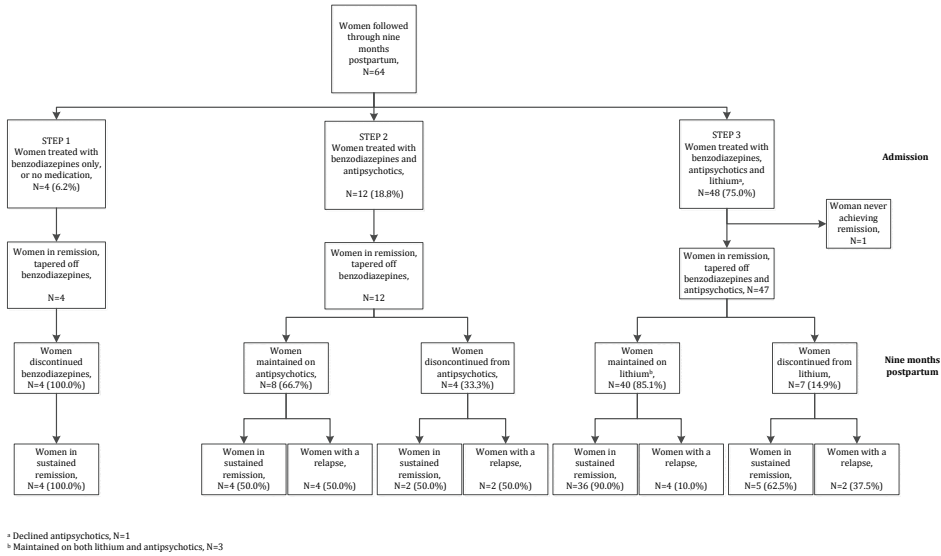 Women followed
through nine
months
postpartum,
N=64
STEP 1
Women treated with
benzodiazepines only,
or no medication,
N=4 (6.2%)
STEP 2
Women treated with
benzodiazepines and
antipsychotics,
N=12 (18.8%)
STEP 3
Women treated with
benzodiazepines,
antipsychotics and
lithiumᵃ,
N=48 (75.0%)
Admission
Woman never
achieving
remission,
N=1
Women in remission,
tapered off
benzodiazepines,
N=4
Women in remission,
tapered off
benzodiazepines,
N=12
Women in remission,
tapered off
benzodiazepines and
antipsychotics, N=47
Women
discontinued
benzodiazepines,
N=4 (100.0%)
Women
maintained on
antipsychotics,
N=8 (66.7%)
Women
disoncontinued from
antipsychotics,
N=4 (33.3%)
Women
maintained on
lithiumᵇ,
N=40 (85.1%)
Women
discontinued from
lithium,
N=7 (14.9%)
Nine months
postpartum
Women in
sustained
remission,
N=4 (100.0%)
Women in
sustained
remission,
N=4 (50.0%)
Women with a
relapse,
N=4 (50.0%)
Women in
sustained
remission,
N=2 (50.0%)
Women with a
relapse,
N=2 (50.0%)
Women in
sustained
remission,
N=36 (90.0%)
Women with a
relapse,
N=4 (10.0%)
Women in
sustained
remission,
N=5 (62.5%)
Women with a
relapse,
N=2 (37.5%)
ᵃ Declined antipsychotics, N=1
ᵇ Maintained on both lithium and antipsychotics, N=3